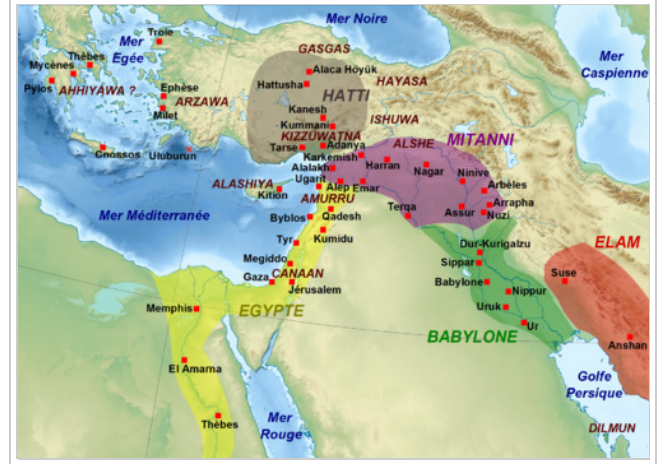 Mer Noire
Troie
Mer
Egée
GASGAS
Mer
Caspienne
Thèbes
Mycènes
Pylos
AHHIYAWA ?
Alaca Höyük
HAYASA
Hattusha
HATTI
Ephèse
ARZAWA
Milet
Kanesh
Kummani
ISHUWA
KIZZUWATNA
Cnossos
Uluburun
Tarse
Adanya
ALSHE
MITANNI
Karkemish
Harran
Alalakh
Nagar
Ninive
ALASHIYA
Ugarit
Alep
Emar
Arbèles
Kition
AMURRU
Terqa
Assur
Arrapha
Nuzi
Mer Méditerranée
Byblos
Qadesh
Tyr
Kumidu
Dur-Kurigalzu
ELAM
Megiddo
Sippar
Suse
Gaza
CANAAN
Jérusalem
Babylone
Nippur
Memphis
EGYPTE
Uruk
Ur
BABYLONE
Anshan
El Amarna
Golfe
Persique
Thèbes
Mer
Rouge
DILMUN